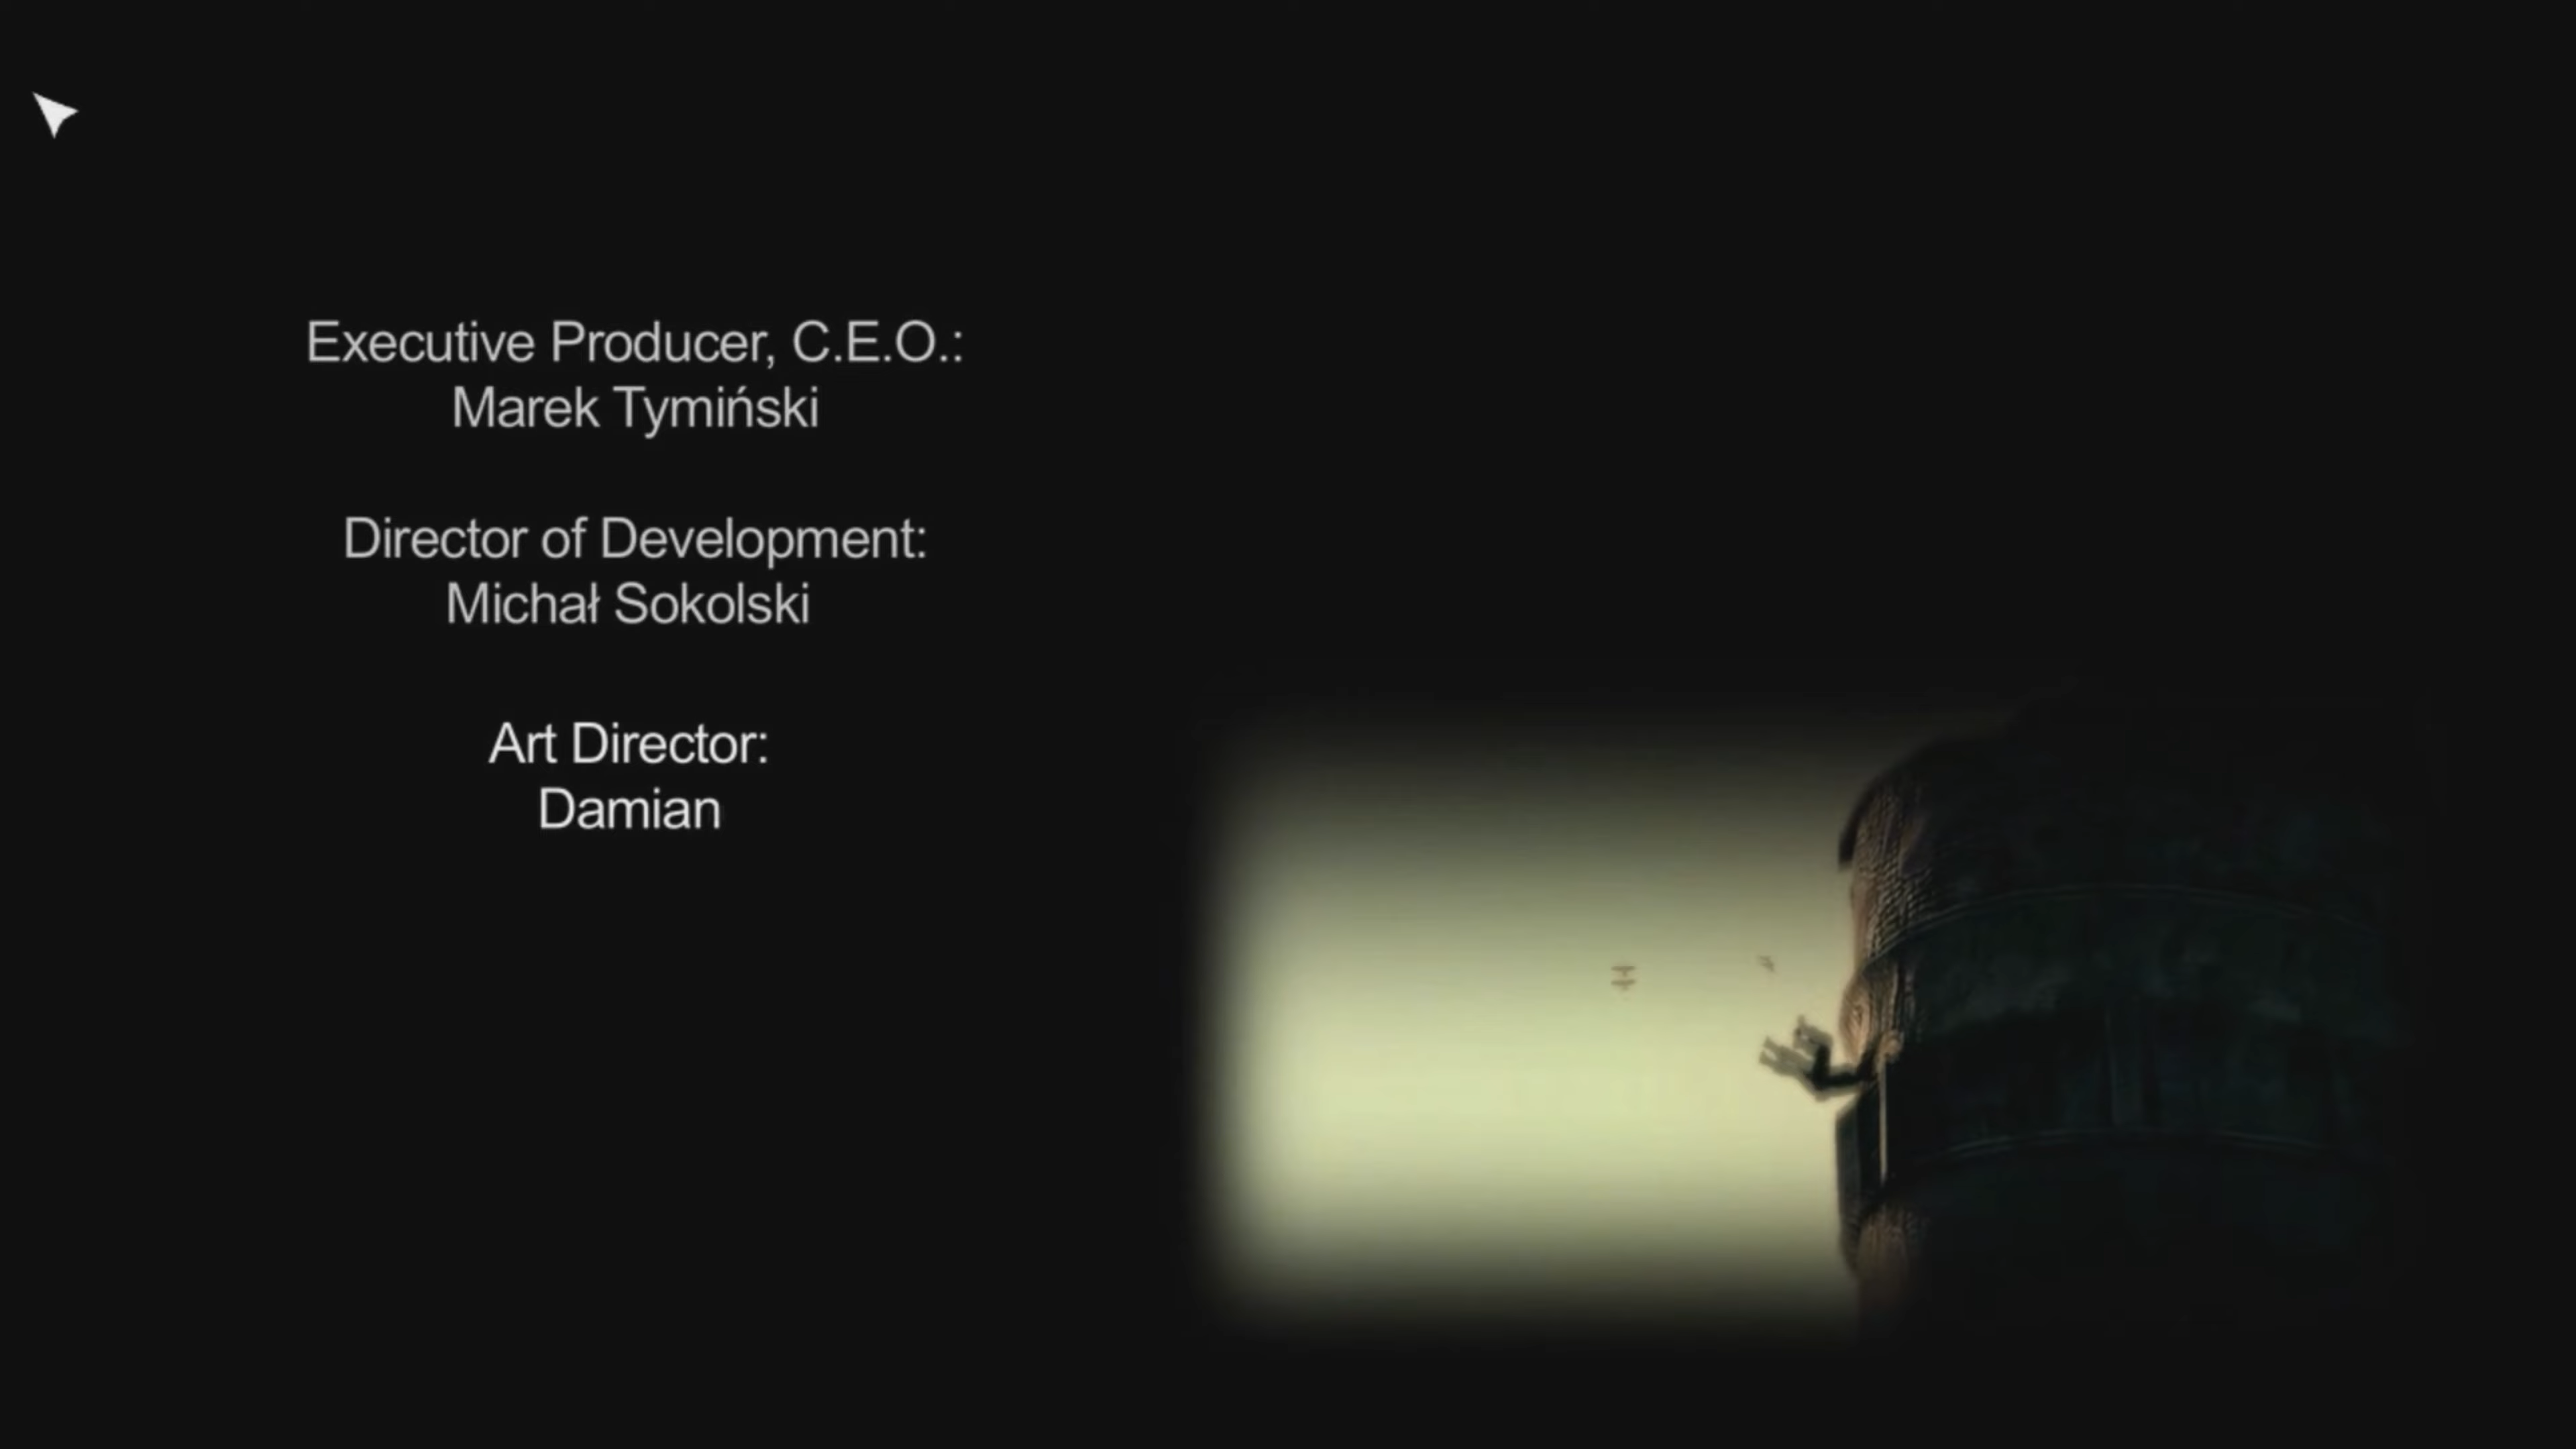 Executive Producer, C.E.O.:
Marek Tymiński
Director of Development:
Michał Sokolski
Art Director:
Damian